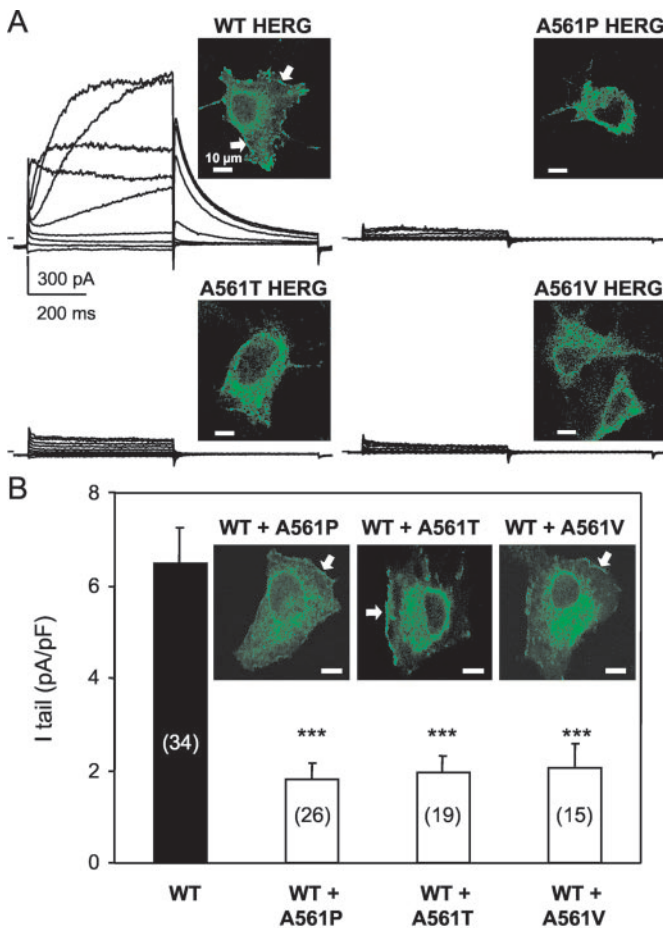 A
WT HERG
A561P HERG
10 µm
300 pA
200 ms
A561T HERG
A561V HERG
B
8
6
4
2
0
I tail (pA/pF)
WT + A561P
WT + A561T
WT + A561V
***
***
***
(34)
(26)
(19)
(15)
WT
WT +
A561P
WT +
A561T
WT +
A561V